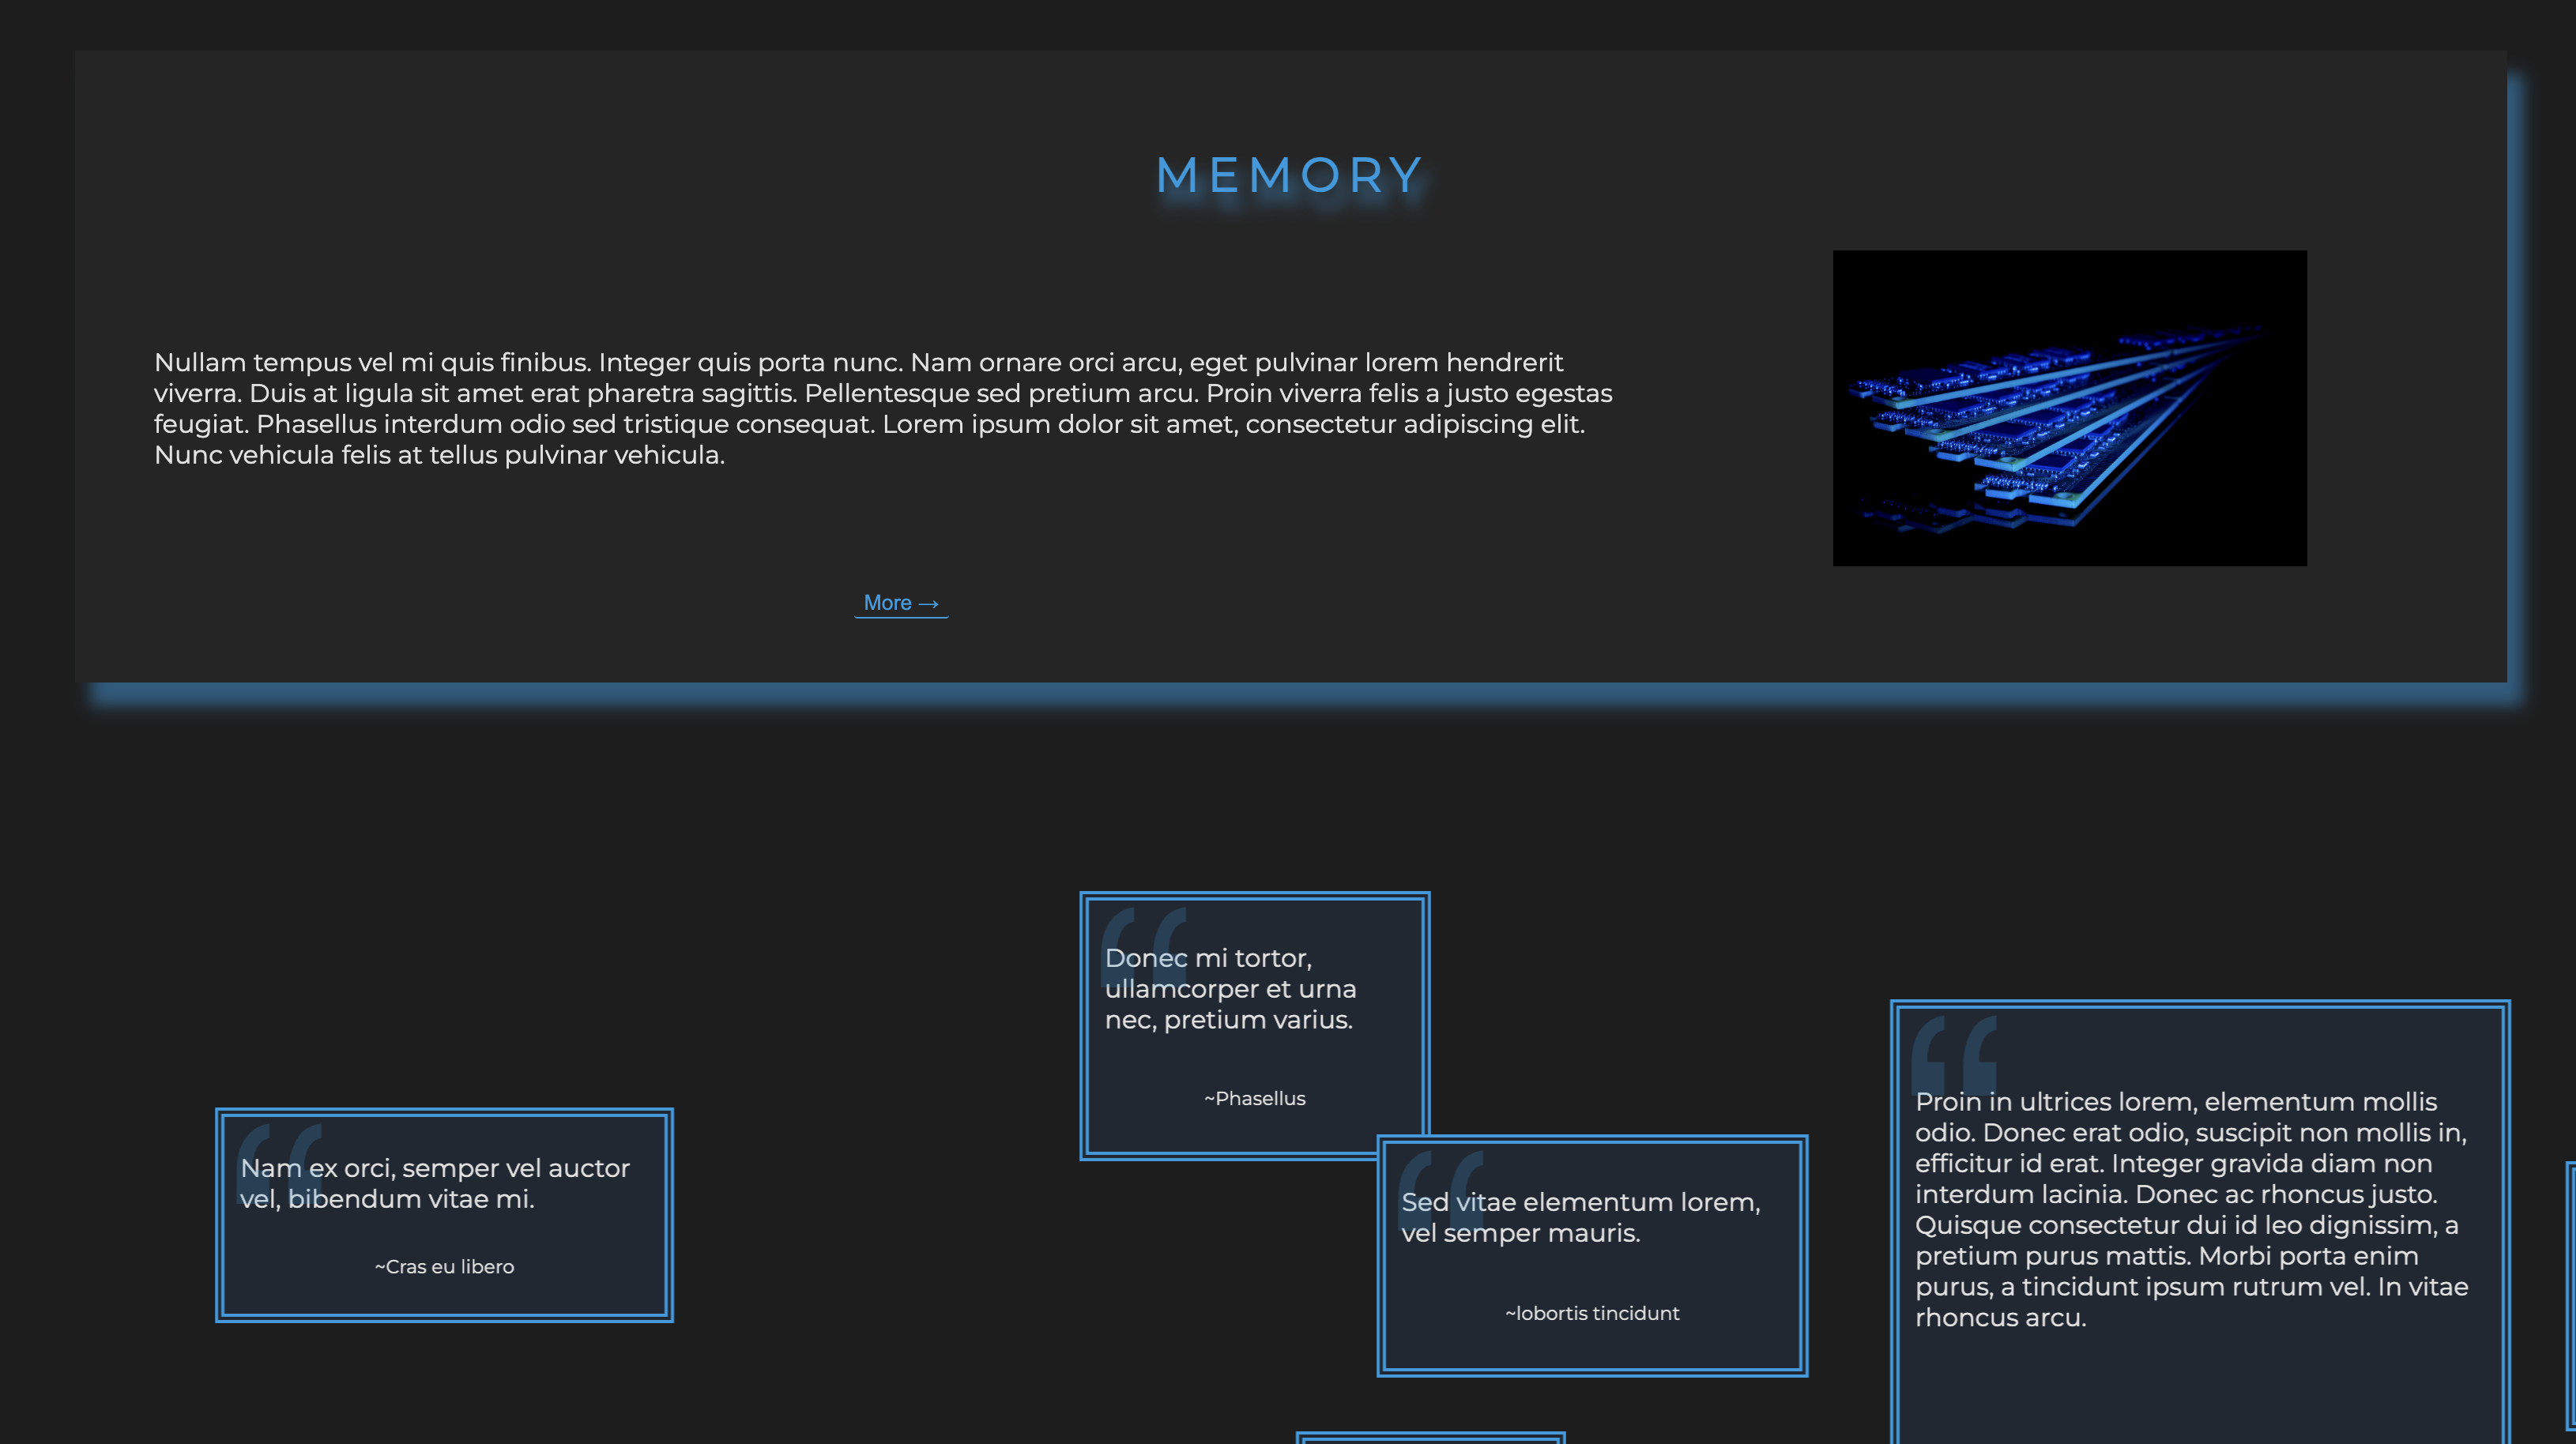 MEMORY
Nullam tempus vel mi quis finibus. Integer quis porta nunc. Nam ornare orci arcu, eget pulvinar lorem hendrerit
viverra. Duis at ligula sit amet erat pharetra sagittis. Pellentesque sed pretium arcu. Proin viverra felis a justo egestas
feugiat. Phasellus interdum odio sed tristique consequat. Lorem ipsum dolor sit amet, consectetur adipiscing elit.
Nunc vehicula felis at tellus pulvinar vehicula.
More →
“
Donec mi tortor,
ullamcorper et urna
nec, pretium varius.
~Phasellus
“
Nam ex orci, semper vel auctor
vel, bibendum vitae mi.
~Cras eu libero
“
Sed vitae elementum lorem,
vel semper mauris.
~lobortis tincidunt
“
Proin in ultrices lorem, elementum mollis
odio. Donec erat odio, suscipit non mollis in,
efficitur id erat. Integer gravida diam non
interdum lacinia. Donec ac rhoncus justo.
Quisque consectetur dui id leo dignissim, a
pretium purus mattis. Morbi porta enim
purus, a tincidunt ipsum rutrum vel. In vitae
rhoncus arcu.